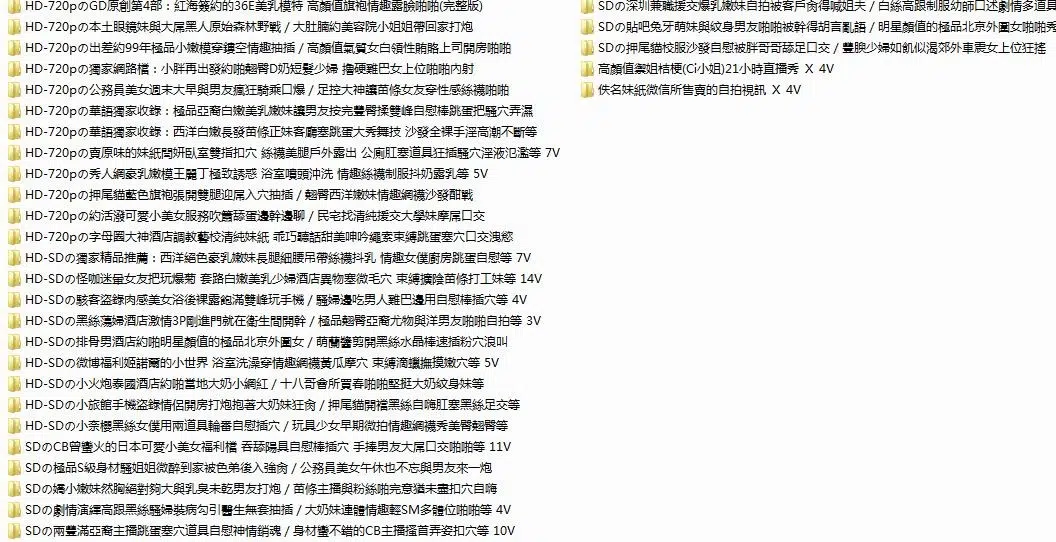 HD-720pの GD原創第4部：紅海簽約的36E美乳模特 高顏值旗袍情趣露臉啪啪(完整版)
HD-720pの本土眼鏡妹與大屌黑人原始森林野戰 / 大肚腩約美容院小姐姐帶回家打炮
HD-720pの出差約99年極品小嫩模穿鏤空情趣抽插 / 高顏值氣質女白領性賄賂上司開房啪啪
HD-720pの獨家網路檔：小胖再出發約啪翹臀D奶短髮少婦 擼硬雞巴女上位啪啪內射
HD-720pの公務員美女週末大早與男友瘋狂騎乘口爆 / 足控大神讓苗條女友穿性感絲襪啪啪
HD-720pの華語獨家收錄：極品亞裔白嫩美乳嫩妹讓男友按完豐臀揉雙峰自慰棒跳蛋把騷穴弄濕
HD-720pの華語獨家收錄：西洋白嫩長發苗條正妹客廳塞跳蛋大秀舞技 沙發全裸手淫高潮不斷等
HD-720pの賣原味的妹紙閆妍臥室雙指扣穴 絲襪美腿戶外露出 公廁肛塞道具狂插騷穴淫液氾濫等 7V
HD-720pの秀人網豪乳嫩模王麗丁極致誘惑 浴室噴頭沖洗 情趣絲襪制服抖奶露乳等 5V
HD-720pの押尾貓藍色旗袍張開雙腿迎屌入穴抽插 / 翹臀西洋嫩妹情趣網襪沙發酣戰
HD-720pの約活潑可愛小美女服務吹簫舔蛋邊幹邊聊 / 民宅找清純援交大學妹摩屌口交
HD-720pの字母圈大神酒店調教藝校清純妹紙 乖巧聽話甜美呻吟繩索束縛跳蛋塞穴口交洩慾
HD-SDの獨家精品推薦：西洋絕色豪乳嫩妹長腿細腰吊帶絲襪抖乳 情趣女僕廚房跳蛋自慰等 7V
HD-SDの怪咖迷暈女友把玩爆菊 套路白嫩美乳少婦酒店異物塞微毛穴 束縛擴陰苗條打工妹等 14V
HD-SDの駭客盜錄肉感美女浴後裸露飽滿雙峰玩手機 / 騷婦邊吃男人雞巴邊用自慰棒插穴等 4V
HD-SDの黑絲蕩婦酒店激情3P剛進門就在衛生間開幹 / 極品翹臀亞裔尤物與洋男友啪啪自拍等 3V
HD-SDの排骨男酒店約啪明星顏值的極品北京外圍女 / 萌蘭醬剪開黑絲水晶棒速插粉穴浪叫
HD-SDの微博福利姬諾爾的小世界 浴室洗澡穿情趣網襪黃瓜摩穴 束縛滴蠟撫摸嫩穴等 5V
HD-SDの小火炮泰國酒店約啪當地大奶小網紅 / 十八哥會所買春啪啪堅挺大奶紋身妹等
HD-SDの小旅館手機盜錄情侶開房打炮抱著大奶妹狂肏 / 押尾貓開襠黑絲自嗨肛塞黑絲足交等
HD-SDの小奈櫻黑絲女僕用兩道具輪番自慰插穴 / 玩具少女早期微拍情趣網襪秀美臀翹臀等
SDのCB曾蠻火的日本可愛小美女福利檔 吞舔陽具自慰棒插穴 手捧男友大屌口交啪啪等 11V
SDの極品S級身材騷姐姐微醉到家被色弟後入強肏 / 公務員美女午休也不忘與男友來一炮
SDの嬌小嫩妹然胸絕對夠大與乳臭未乾男友打炮 / 苗條主播與粉絲啪完意猶未盡扣穴自嗨
SDの劇情演繹高跟黑絲騷婦裝病勾引醫生無套抽插 / 大奶妹連體情趣輕SM多體位啪啪等 4V
SDの兩豐滿亞裔主播跳蛋塞穴道具自慰神情銷魂 / 身材蠻不錯的CB主播搔首弄姿扣穴等 10V
SDの深圳兼職援交爆乳嫩妹自拍被客戶肏得喊姐夫 / 白絲高跟制服幼師口述劇情多道具
SDの貼吧兔牙萌妹與紋身男友啪啪被幹得胡言亂語 / 明星顏值的極品北京外圍女啪啪秀
SDの押尾貓校服沙發自慰被胖哥哥舔足口交 / 豐腴少婦如飢似渴郊外車震女上位狂搖
高顏值禦姐桔梗(Ci小姐)21小時直播秀 X 4V
佚名妹紙微信所售賣的自拍視訊 X 4V